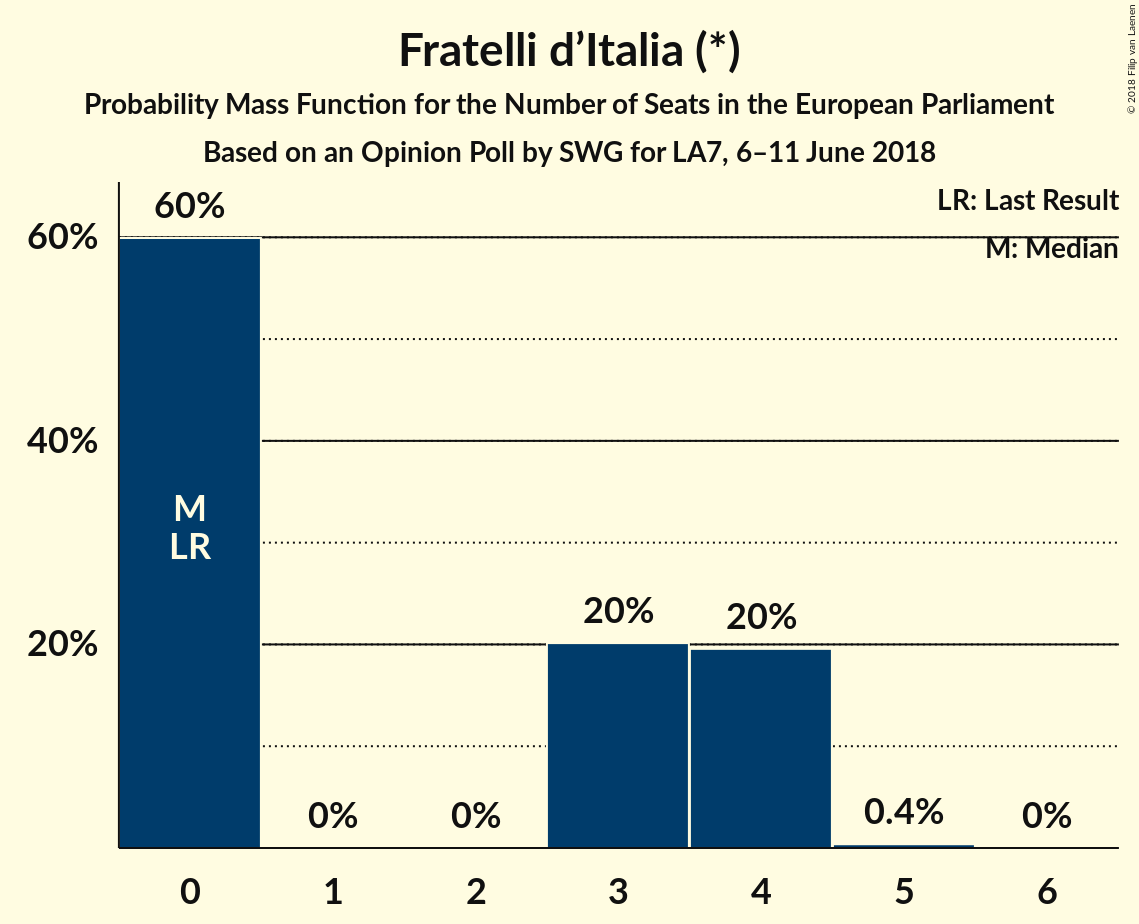 Fratelli d’Italia (*)
Probability Mass Function for the Number of Seats in the European Parliament
Based on an Opinion Poll by SWG for LA7, 6–11 June 2018
© 2018 Filip van Laenen
LR: Last Result
M: Median
60%
40%
20%
60%
0%
0%
20%
20%
0.4%
0%
M
LR
0
1
2
3
4
5
6